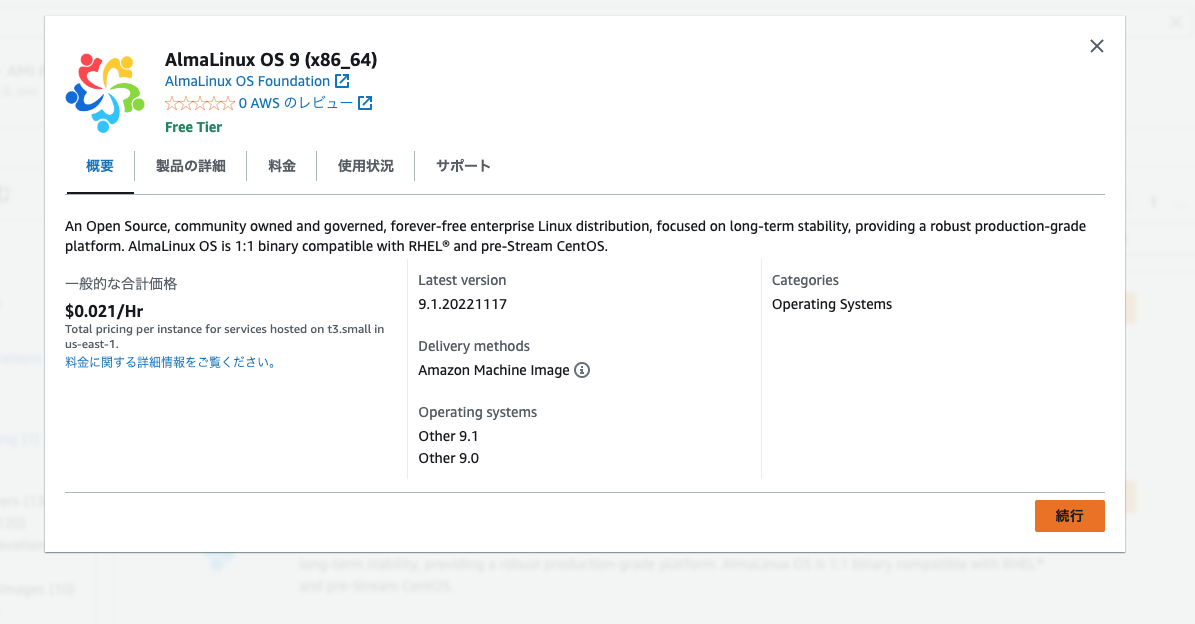 AlmaLinux OS 9 (x86_64)
AlmaLinux OS Foundation
0 AWS のレビュー
Free Tier
概要
製品の詳細
料金
使用状況
サポート
An Open Source, community owned and governed, forever-free enterprise Linux distribution, focused on long-term stability, providing a robust production-grade
platform. AlmaLinux OS is 1:1 binary compatible with RHEL® and pre-Stream CentOS.
一般的な合計価格
$0.021/Hr
Total pricing per instance for services hosted on t3.small in
us-east-1.
料金に関する詳細情報をご覧ください。
Latest version
9.1.20221117
Delivery methods
Amazon Machine Image
Operating systems
Other 9.1
Other 9.0
Categories
Operating Systems
続行
long-term stability, providing a robust production-grade platform. AlmaLinux OS is 1:1 binary compatible with RHEL®
and pre-Stream CentOS.